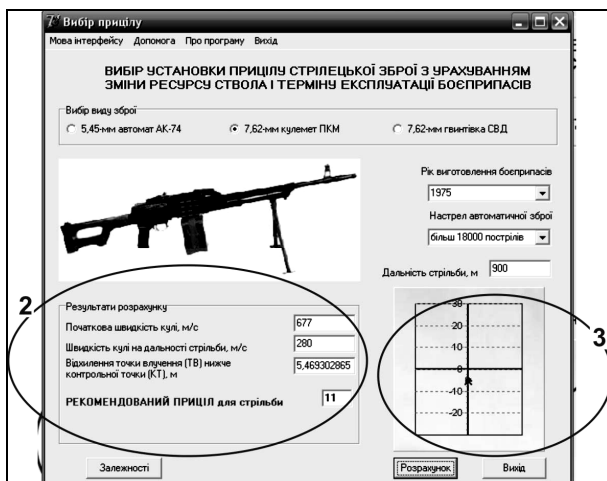 Вибір прицілу
Мова інтерфейсу Допомога Про програму Вихід
ВИБІР УСТАНОВКИ ПРИЦІЛУ СТРІЛЕЦЬКОЇ ЗБРОЇ З УРАХУВАННЯМ
ЗМІНИ РЕСУРСУ СТВОЛА І ТЕРМІНУ ЕКСПЛУАТАЦІЇ БОЄПРИПАСІВ
Вибір виду зброї
5,45-мм автомат АК-74 7,62-мм кулемет ПКМ 7,62-мм гвинтівка СВД
Рік виготовлення боєприпасів
1975
Настрел автоматичної зброї
більш 18000 пострілів
Дальність стрільби, м 900
2
Результати розрахунку
Початкова швидкість кулі, м/с 677
Швидкість кулі на дальності стрільби, м/с 280
Відхилення точки влучення (ТВ) нижче
контрольної точки (КТ), м 5,469302865
РЕКОМЕНДОВАНИЙ ПРИЦІЛ для стрільби 11
3
30
20
10
0
-10
-20
Залежності Розрахунок Вихід